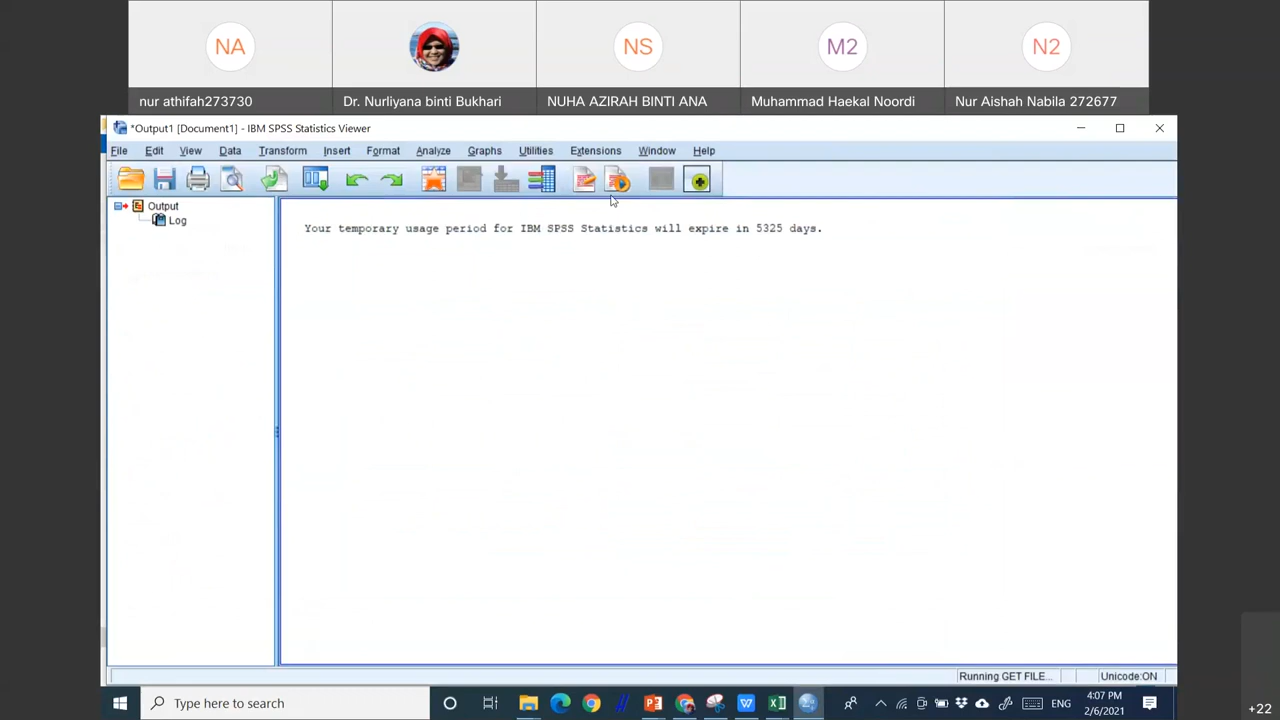 NA
NS
M2
N2
nur athifah273730
Dr. Nurliyana binti Bukhari
NUHA AZIRAH BINTI ANA
Muhammad Haekal Noordi
Nur Aishah Nabila 272677
*Output1 [Document1] - IBM SPSS Statistics Viewer
File Edit View Data Transform Insert Format Analyze Graphs Utilities Extensions Window Help
Output
Log
Your temporary usage period for IBM SPSS Statistics will expire in 5325 days.
Running GET FILE...
Unicode:ON
Type here to search
ENG
4:07 PM
2/6/2021
+22